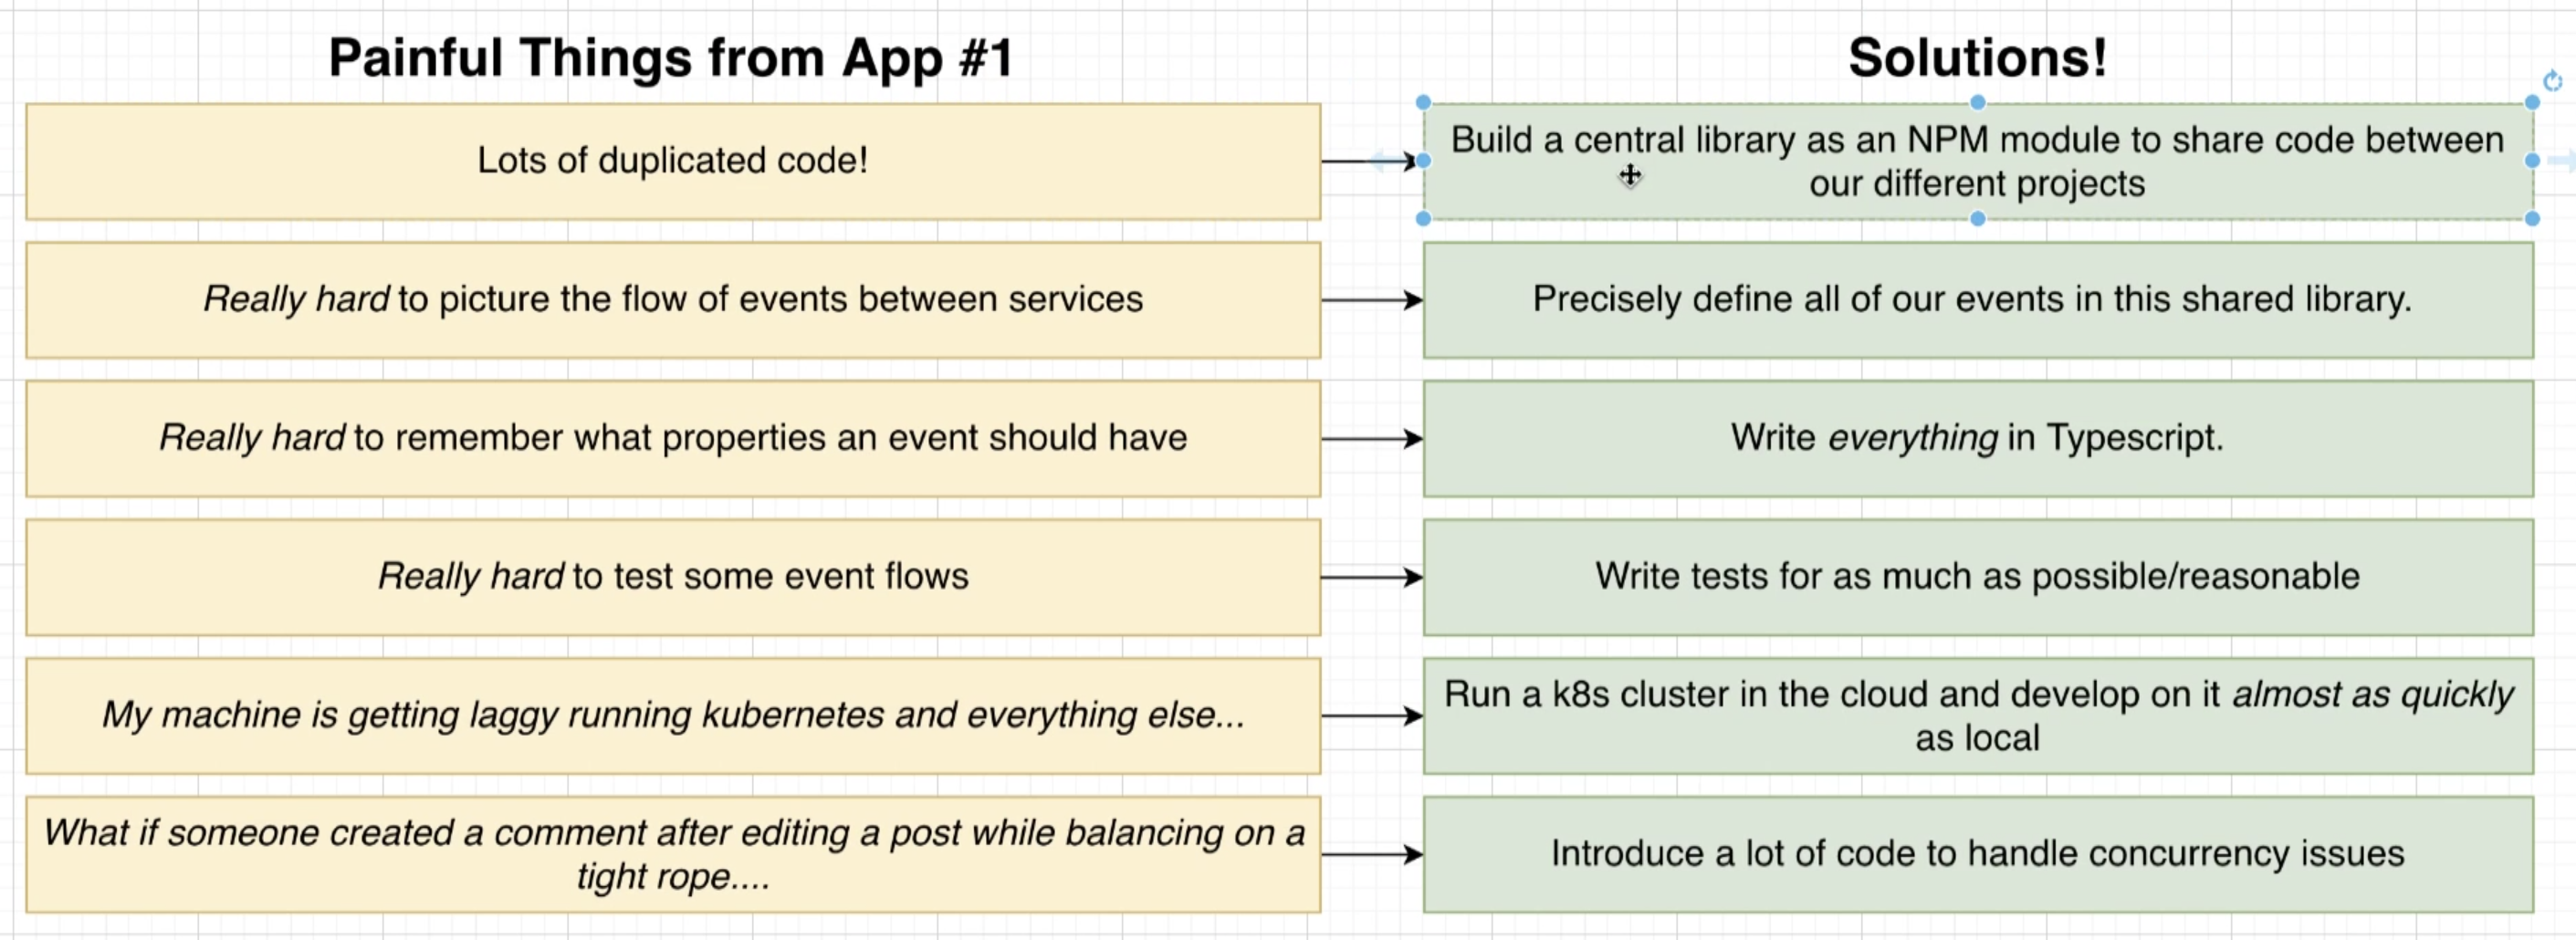 Painful Things from App #1
Solutions!
Lots of duplicated code!
Build a central library as an NPM module to share code between
our different projects
Really hard to picture the flow of events between services
Precisely define all of our events in this shared library.
Really hard to remember what properties an event should have
Write everything in Typescript.
Really hard to test some event flows
Write tests for as much as possible/reasonable
My machine is getting laggy running kubernetes and everything else...
Run a k8s cluster in the cloud and develop on it almost as quickly
as local
What if someone created a comment after editing a post while balancing on a
tight rope....
Introduce a lot of code to handle concurrency issues